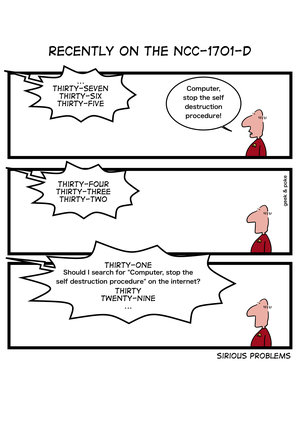 RECENTLY ON THE NCC-1701-D
...
THIRTY-SEVEN
THIRTY-SIX
THIRTY-FIVE
Computer,
stop the self
destruction
procedure!
THIRTY-FOUR
THIRTY-THREE
THIRTY-TWO
geek & poke
THIRTY-ONE
Should I search for "Computer, stop the
self destruction procedure" on the internet?
THIRTY
TWENTY-NINE
...
SIRIOUS PROBLEMS